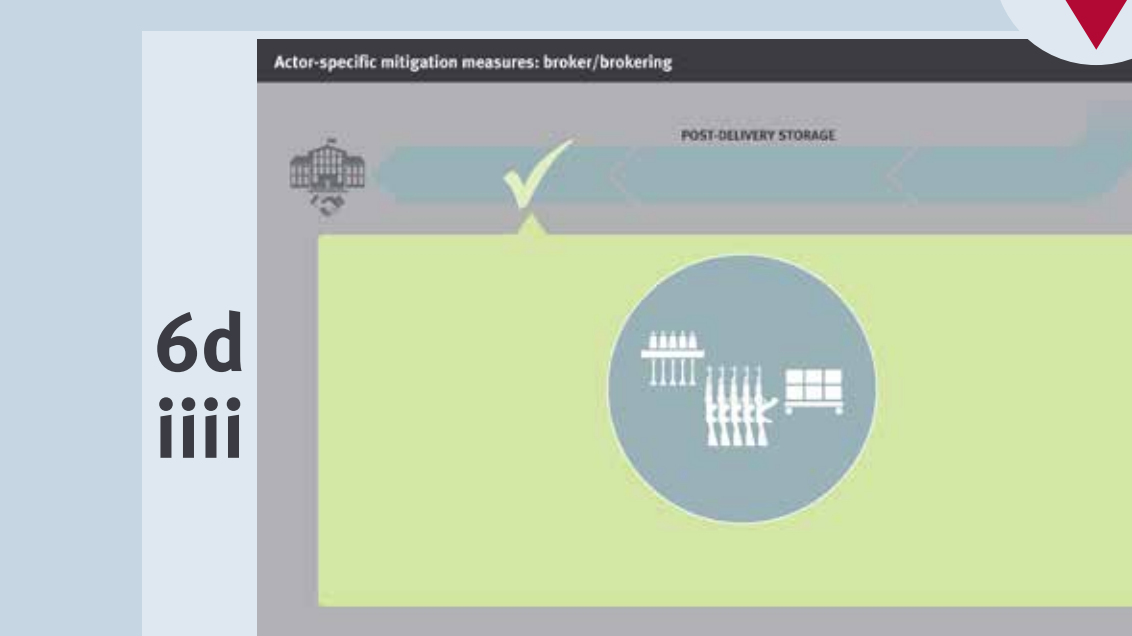 Actor-specific mitigation measures: broker/brokering
POST-DELIVERY STORAGE
6d
iiii